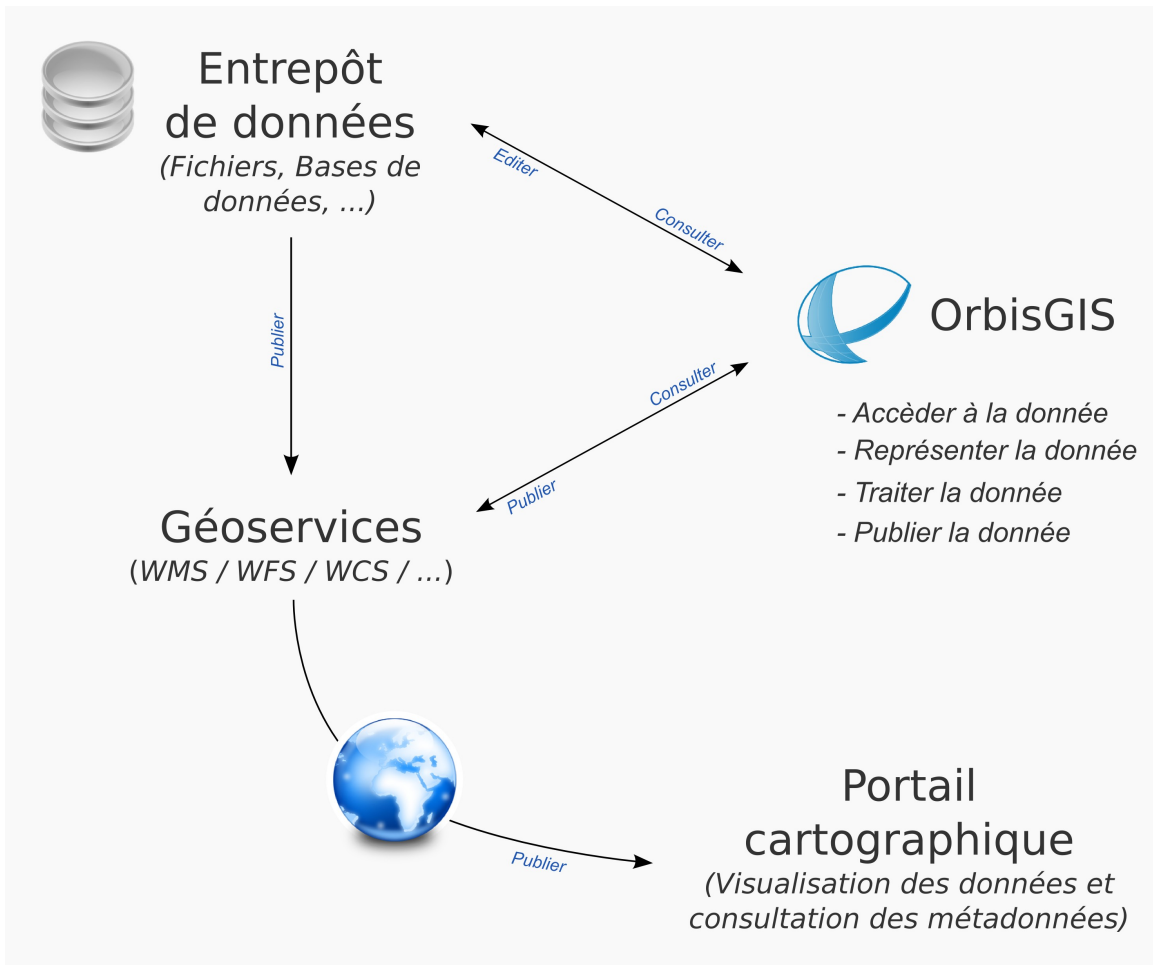 Entrepôt
de données
(Fichiers, Bases de
données, ...)
Editer
Consulter
Publier
OrbisGIS
- Accèder à la donnée
- Représenter la donnée
- Traiter la donnée
- Publier la donnée
Consulter
Publier
Géoservices
(WMS / WFS / WCS / ...)
Publier
Portail
cartographique
(Visualisation des données et
consultation des métadonnées)